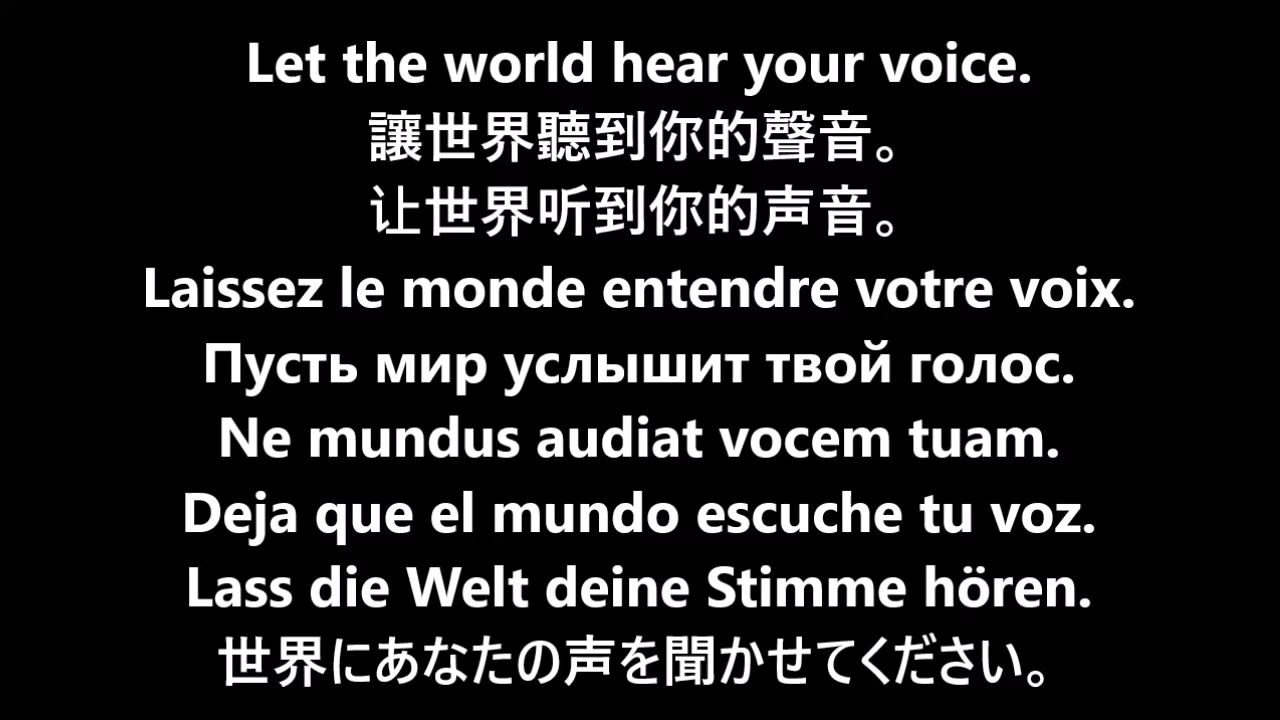 Let the world hear your voice.
讓世界聽到你的聲音。
让世界听到你的声音。
Laissez le monde entendre votre voix.
Пусть мир услышит твой голос.
Ne mundus audiat vocem tuam.
Deja que el mundo escuche tu voz.
Lass die Welt deine Stimme hören.
世界にあなたの声を聞かせてください。